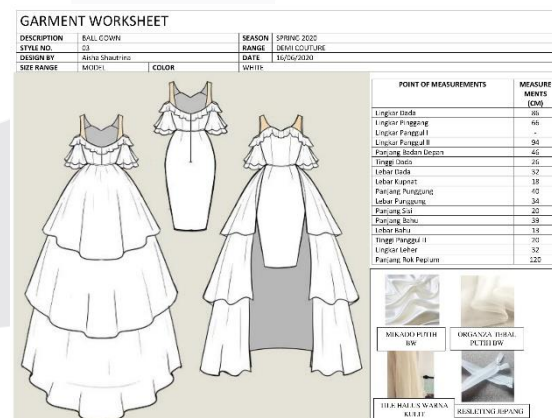 GARMENT WORKSHEET
DESCRIPTION BALL GOWN SEASON SPRING 2020
STYLE NO. 03 RANGE DEMI COUTURE
DESIGN BY Aisha Shautrina DATE 16/06/2020
SIZE RANGE MODEL COLOR WHITE
POINT OF MEASUREMENTS MEASURE
MENTS
(CM)
Lingkar Dada 86
Lingkar Pinggang 66
Lingkar Panggul I -
Lingkar Panggul II 94
Panjang Badan Depan 46
Tinggi Dada 26
Lebar Dada 32
Lebar Kupnat 18
Panjang Punggung 40
Lebar Punggung 34
Panjang Sisi 20
Panjang Bahu 39
Lebar Bahu 13
Tinggi Panggul II 20
Lingkar Leher 32
Panjang Rok Peplum 120
MIKADO PUTIH
BW
ORGANZA TEBAL
PUTIH BW
TILE HALUS WARNA
KULIT
RESLETING JEPANG